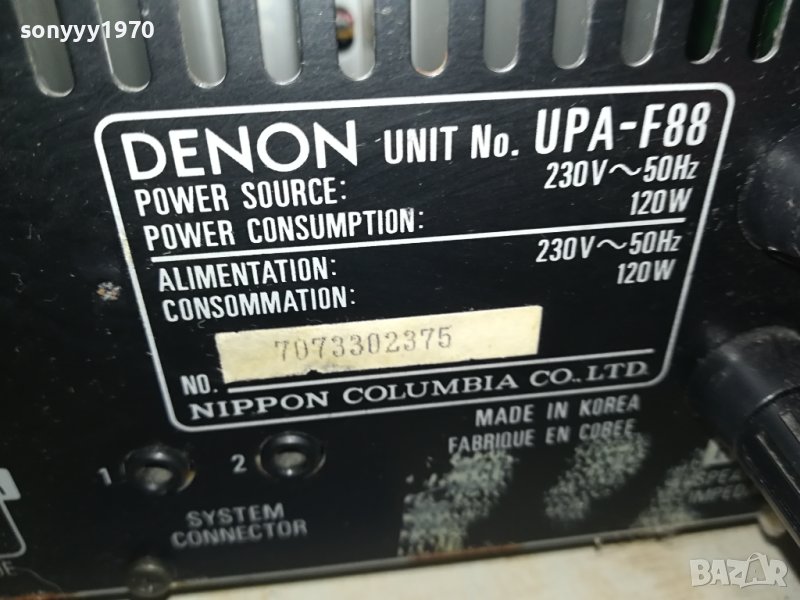 sonyyy1970
DENON UNIT No. UPA-F88
POWER SOURCE: 230V～50Hz
POWER CONSUMPTION: 120W
ALIMENTATION: 230V～50Hz
CONSOMMATION: 120W
7073302375
NO.
NIPPON COLUMBIA CO., LTD.
MADE IN KOREA
FABRIQUE EN COREE
1 2
SYSTEM
CONNECTOR
BAZAR